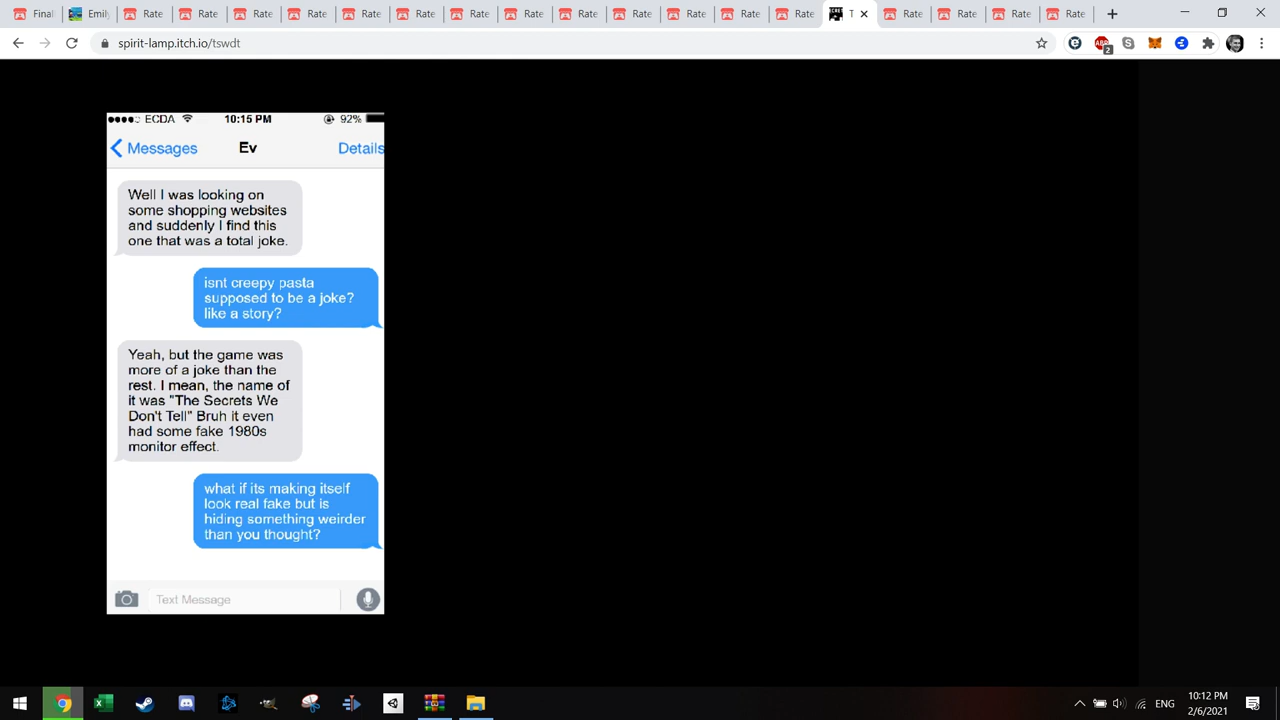 Final
Emily
Rate
Rate
Rate
Rate
Rate
Rate
Rate
Rate
Rate
Rate
Rate
Rate
Rate
T
Rate
Rate
Rate
Rate
spirit-lamp.itch.io/tswdt
ABP
2
ECDA
10:15 PM
92%
Messages
Ev
Details
Well I was looking on
some shopping websites
and suddenly I find this
one that was a total joke.
isnt creepy pasta
supposed to be a joke?
like a story?
Yeah, but the game was
more of a joke than the
rest. I mean, the name of
it was "The Secrets We
Don't Tell" Bruh it even
had some fake 1980s
monitor effect.
what if its making itself
look real fake but is
hiding something weirder
than you thought?
Text Message
ENG
10:12 PM
2/6/2021